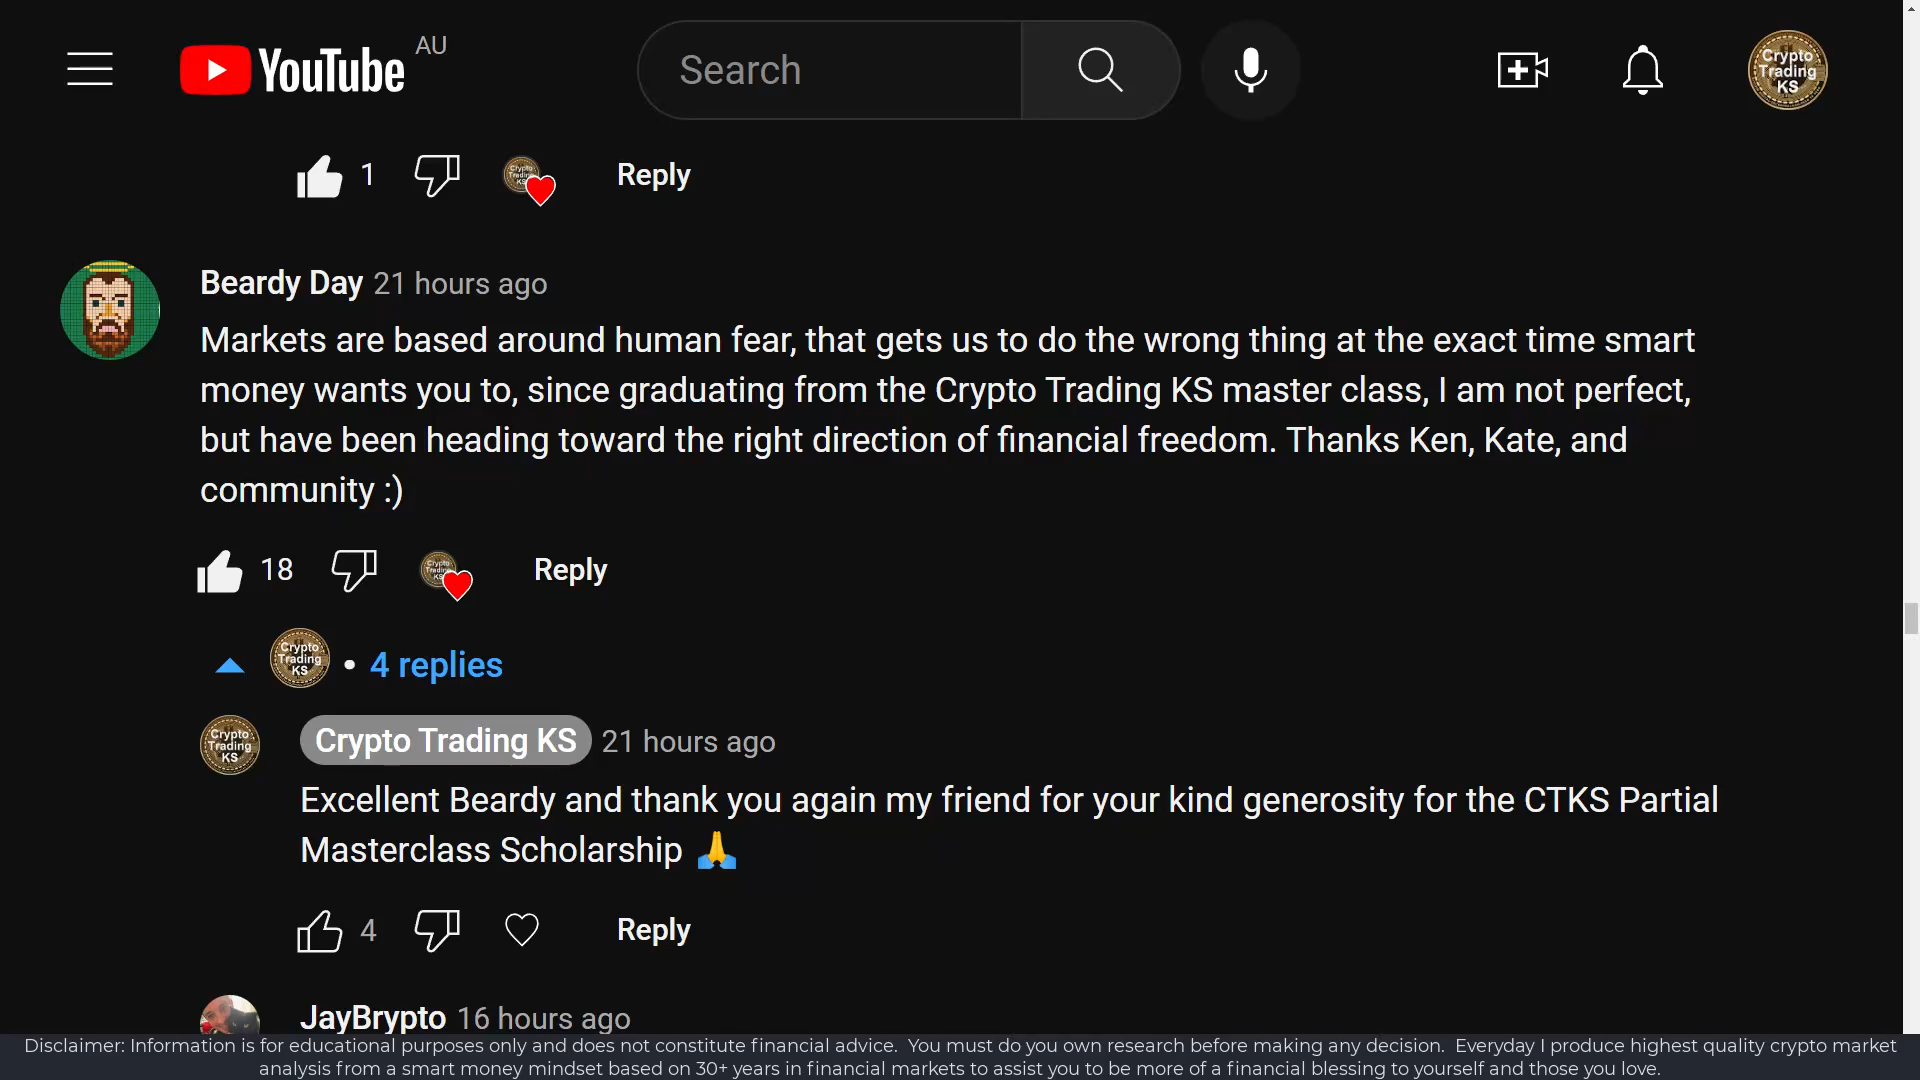 YouTube AU
Search
Crypto Trading KS
1 Reply
Beardy Day 21 hours ago
Markets are based around human fear, that gets us to do the wrong thing at the exact time smart
money wants you to, since graduating from the Crypto Trading KS master class, I am not perfect,
but have been heading toward the right direction of financial freedom. Thanks Ken, Kate, and
community :)
18 Reply
Crypto Trading KS • 4 replies
Crypto Trading KS
Crypto Trading KS 21 hours ago
Excellent Beardy and thank you again my friend for your kind generosity for the CTKS Partial
Masterclass Scholarship 🙏
4 Reply
JayBrypto 16 hours ago
Disclaimer: Information is for educational purposes only and does not constitute financial advice. You must do you own research before making any decision. Everyday I produce highest quality crypto market
analysis from a smart money mindset based on 30+ years in financial markets to assist you to be more of a financial blessing to yourself and those you love.